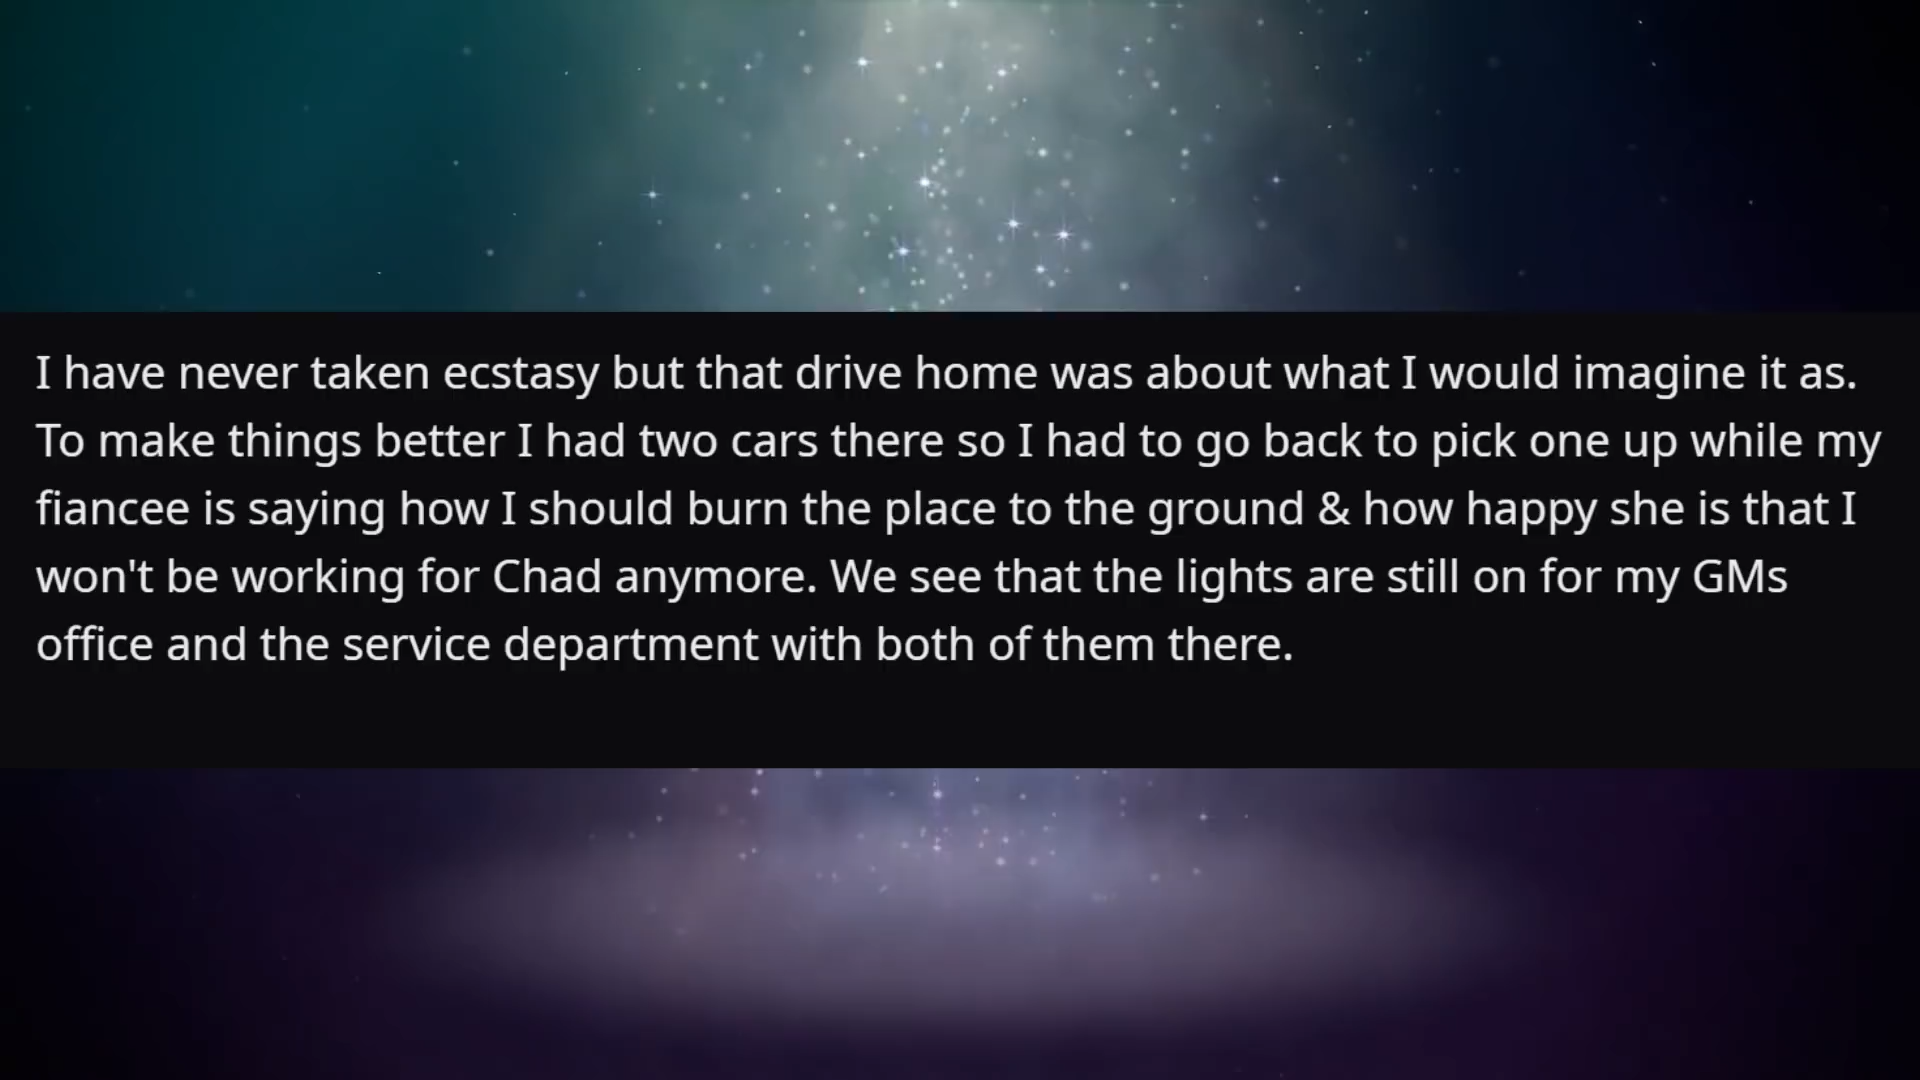 I have never taken ecstasy but that drive home was about what I would imagine it as.
To make things better I had two cars there so I had to go back to pick one up while my
fiancee is saying how I should burn the place to the ground & how happy she is that I
won't be working for Chad anymore. We see that the lights are still on for my GMs
office and the service department with both of them there.